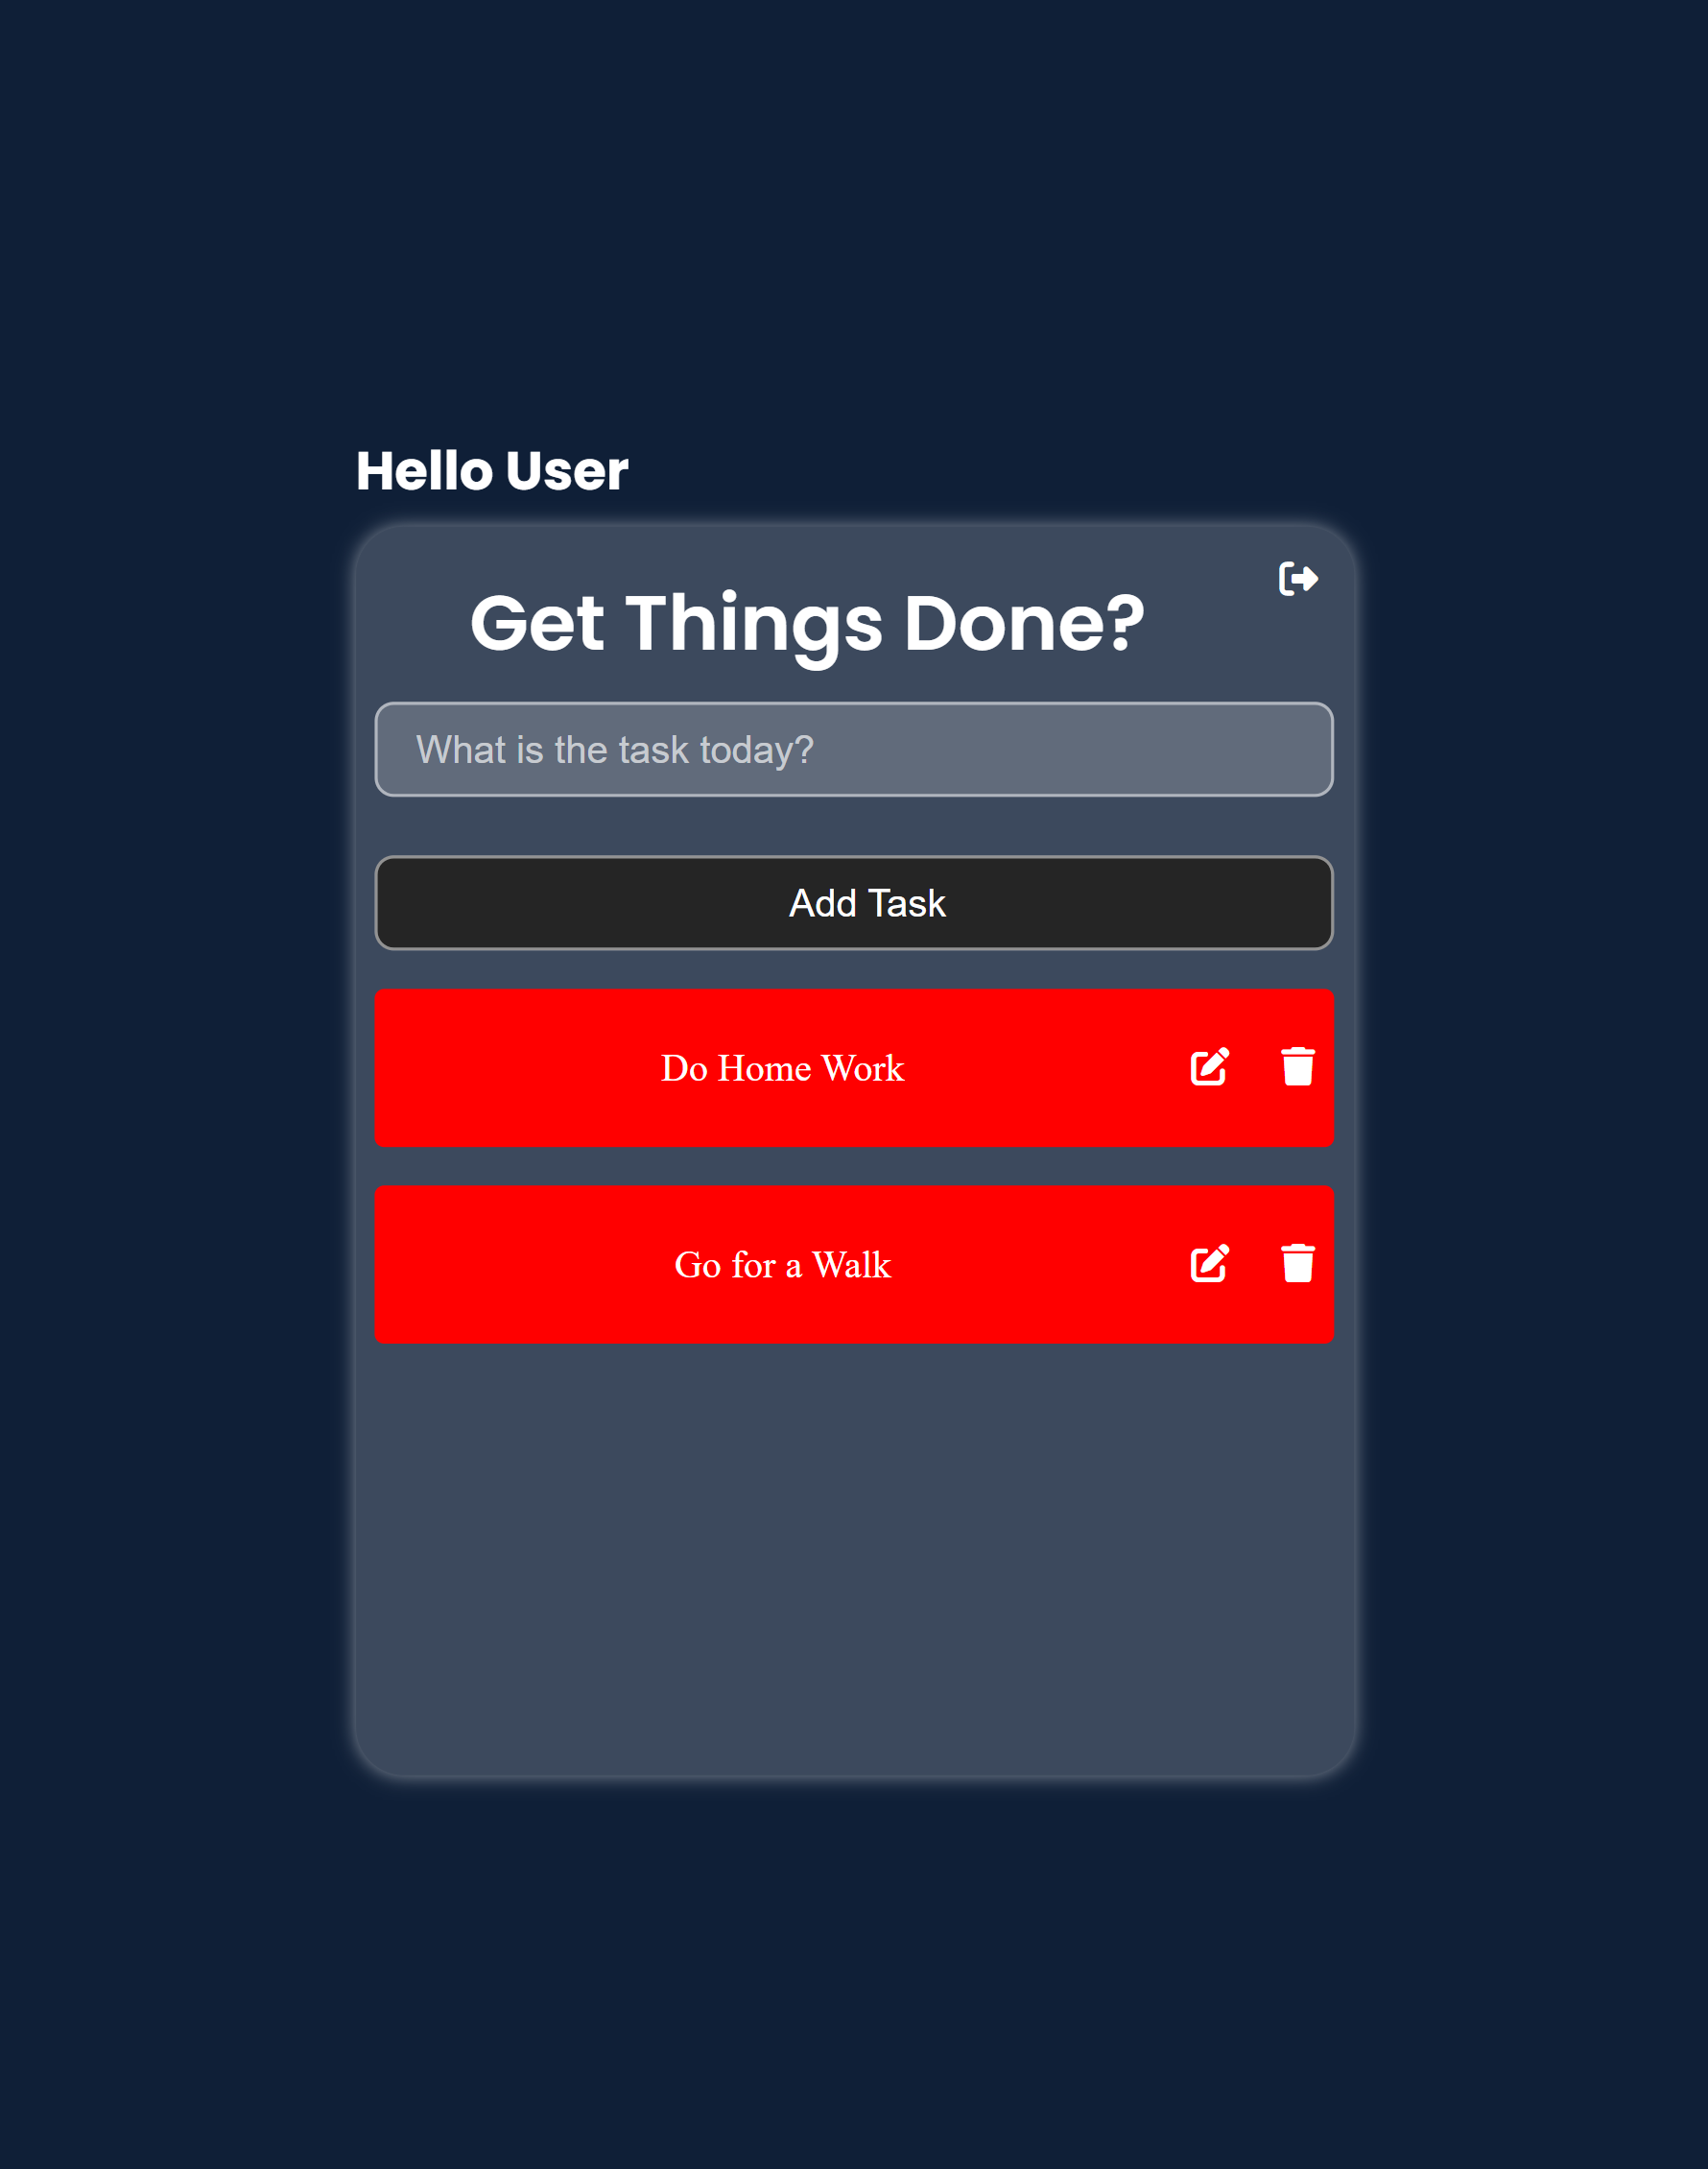 Hello User
Get Things Done?
What is the task today?
Add Task
Do Home Work
Go for a Walk